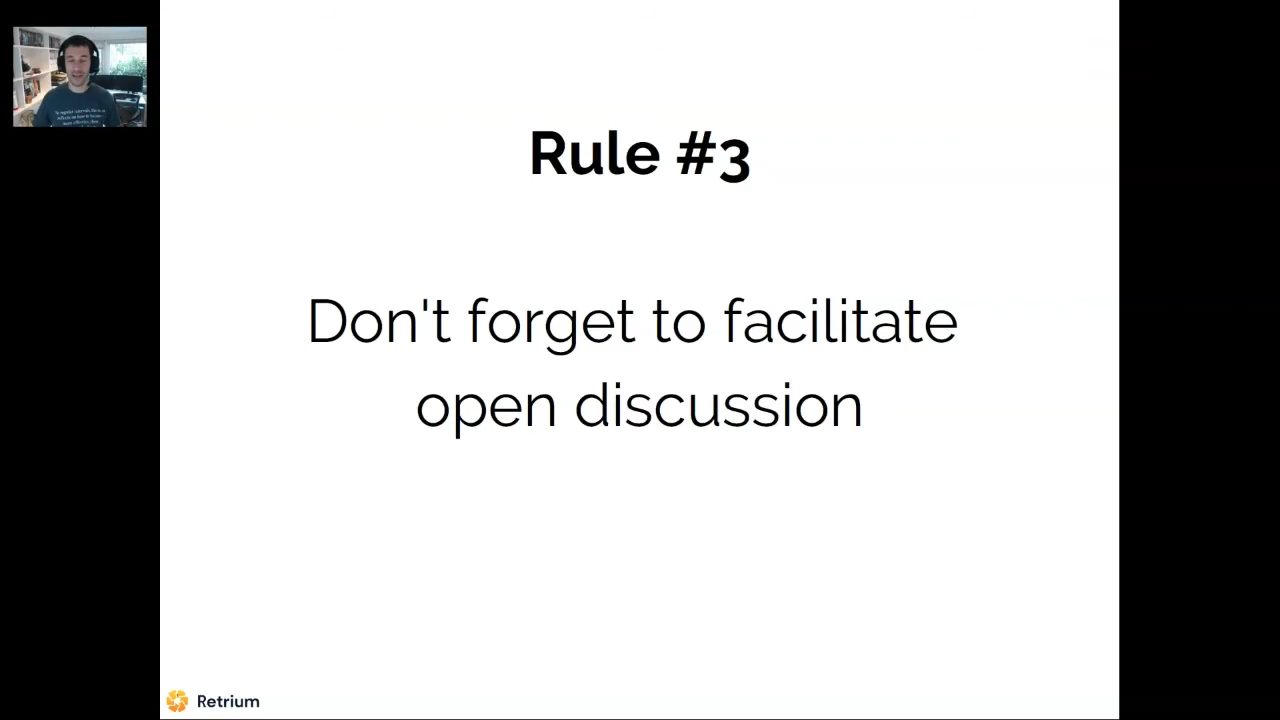 Rule #3
Don't forget to facilitate
open discussion
Retrium